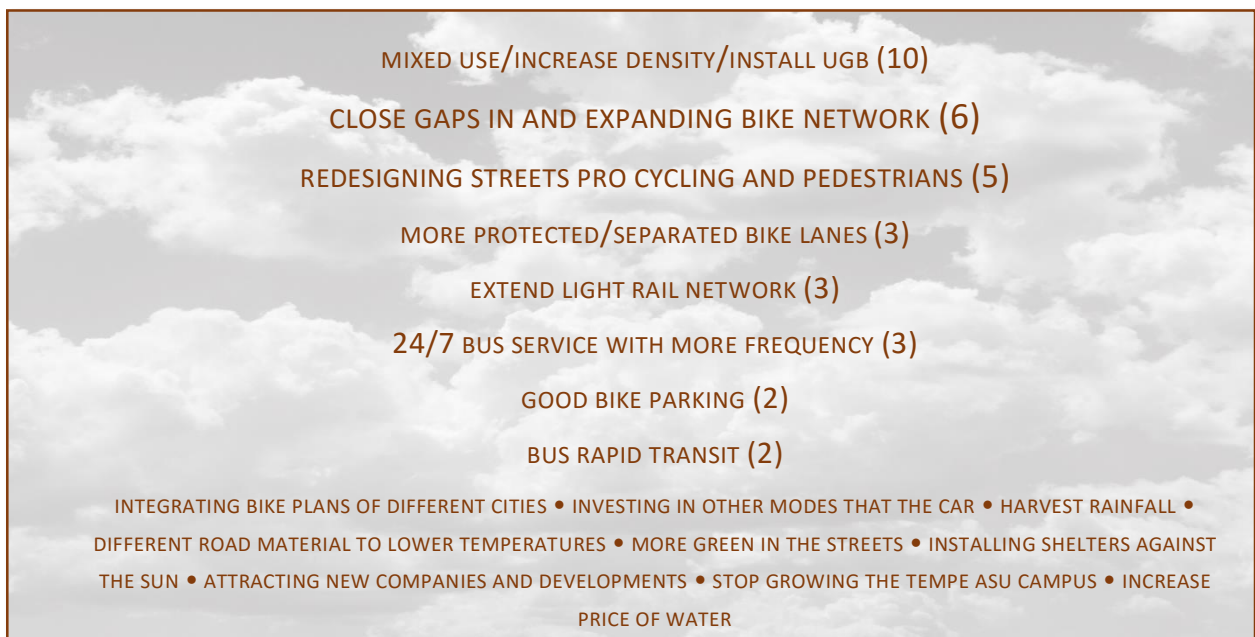 MIXED USE/INCREASE DENSITY/INSTALL UGB (10)
CLOSE GAPS IN AND EXPANDING BIKE NETWORK (6)
REDESIGNING STREETS PRO CYCLING AND PEDESTRIANS (5)
MORE PROTECTED/SEPARATED BIKE LANES (3)
EXTEND LIGHT RAIL NETWORK (3)
24/7 BUS SERVICE WITH MORE FREQUENCY (3)
GOOD BIKE PARKING (2)
BUS RAPID TRANSIT (2)
INTEGRATING BIKE PLANS OF DIFFERENT CITIES • INVESTING IN OTHER MODES THAT THE CAR • HARVEST RAINFALL •
DIFFERENT ROAD MATERIAL TO LOWER TEMPERATURES • MORE GREEN IN THE STREETS • INSTALLING SHELTERS AGAINST
THE SUN • ATTRACTING NEW COMPANIES AND DEVELOPMENTS • STOP GROWING THE TEMPE ASU CAMPUS • INCREASE
PRICE OF WATER